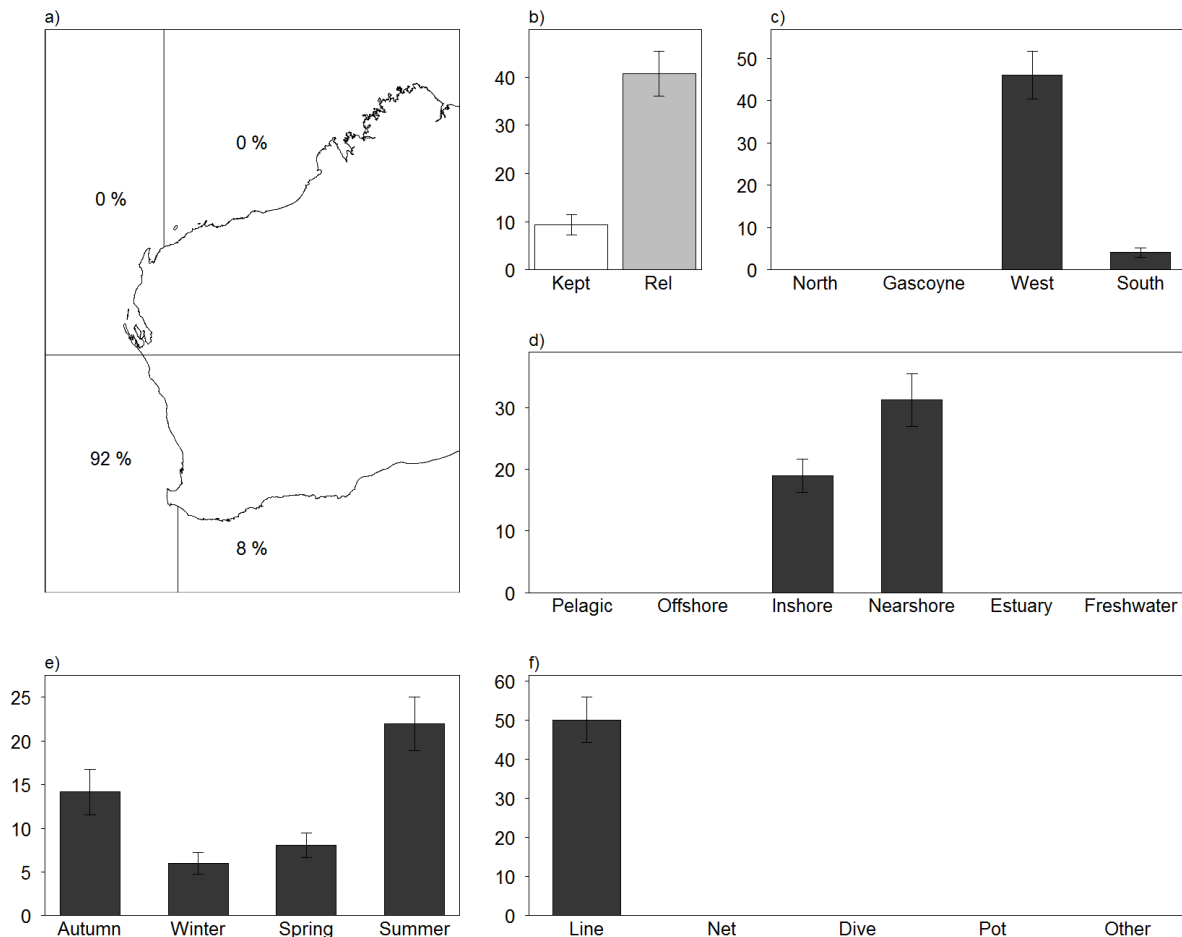 a)
0 %
0 %
92 %
8 %
b)
40
30
20
10
0
Kept Rel
c)
50
40
30
20
10
0
North Gascoyne West South
d)
30
20
10
0
Pelagic Offshore Inshore Nearshore Estuary Freshwater
e)
25
20
15
10
5
0
Autumn Winter Spring Summer
f)
60
50
40
30
20
10
0
Line Net Dive Pot Other